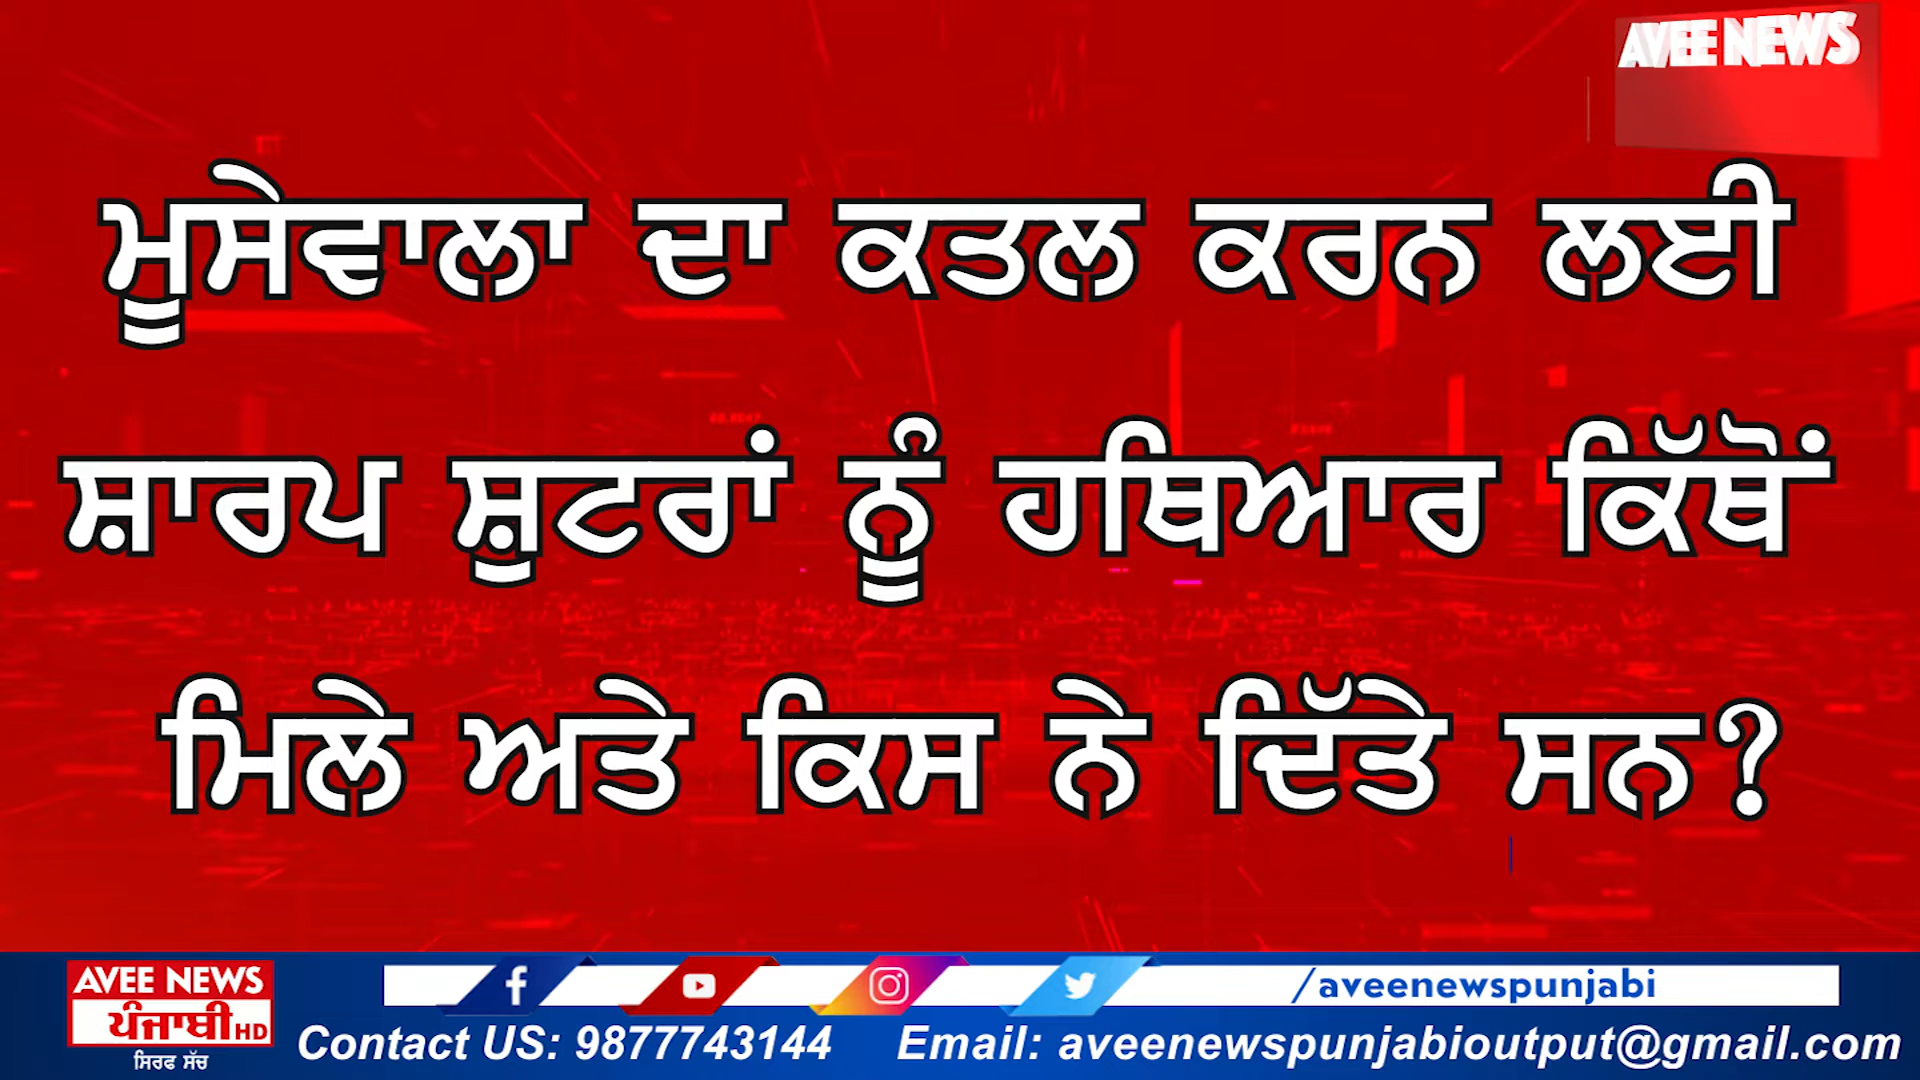 AVEE NEWS
ਮੂਸੇਵਾਲਾ ਦਾ ਕਤਲ ਕਰਨ ਲਈ
ਸ਼ਾਰਪ ਸ਼ੁਟਰਾਂ ਨੂੰ ਹਥਿਆਰ ਕਿੱਥੋਂ
ਮਿਲੇ ਅਤੇ ਕਿਸ ਨੇ ਦਿੱਤੇ ਸਨ?
AVEE NEWS
ਪੰਜਾਬੀ HD
ਸਿਰਫ ਸੱਚ
/aveenewspunjabi
Contact US: 9877743144 Email: aveenewspunjabioutput@gmail.com